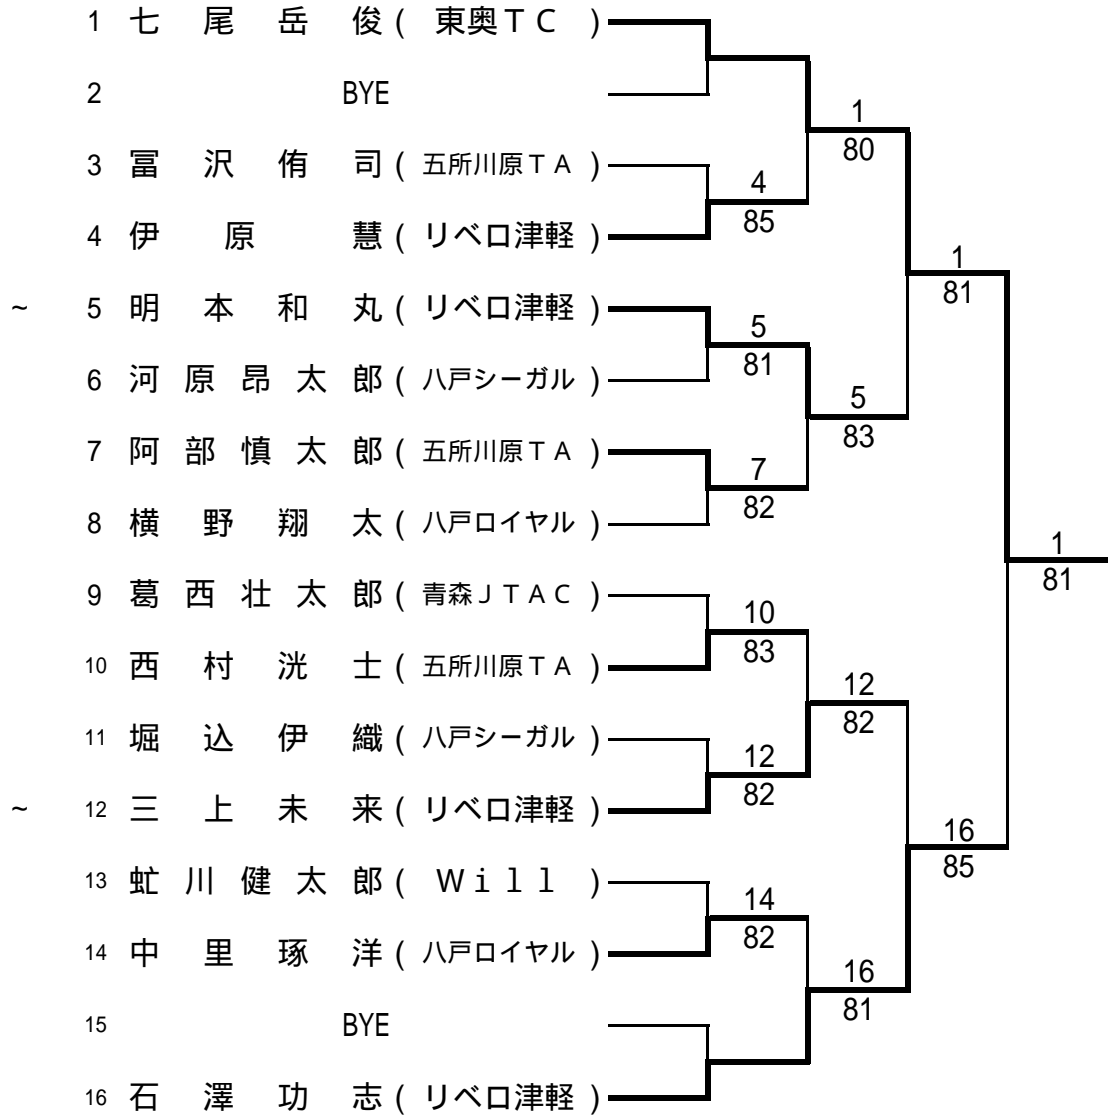 1 七尾岳俊(東奥TC)
2 BYE
3 冨沢侑司(五所川原TA)
4 伊原慧(リベロ津軽)
~ 5 明本和丸(リベロ津軽)
6 河原昂太郎(八戸シーガル)
7 阿部慎太郎(五所川原TA)
8 横野翔太(八戸ロイヤル)
9 葛西壮太郎(青森JTAC)
10 西村洸士(五所川原TA)
11 堀込伊織(八戸シーガル)
~ 12 三上未来(リベロ津軽)
13 虻川健太郎(Will)
14 中里琢洋(八戸ロイヤル)
15 BYE
16 石澤功志(リベロ津軽)
4
85
5
81
7
82
10
83
12
82
14
82
1
80
5
83
12
82
16
81
1
81
16
85
1
81